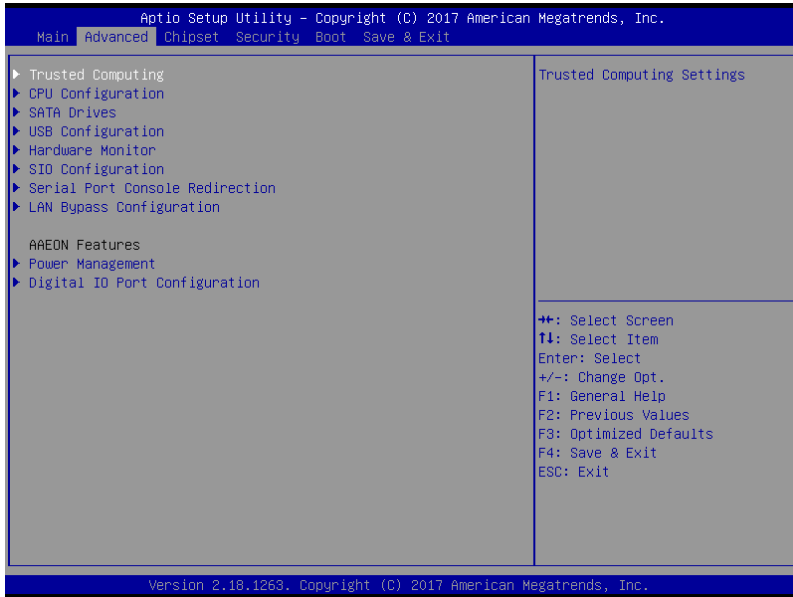 Aptio Setup Utility – Copyright (C) 2017 American Megatrends, Inc.
Main Advanced Chipset Security Boot Save & Exit
▶ Trusted Computing
▶ CPU Configuration
▶ SATA Drives
▶ USB Configuration
▶ Hardware Monitor
▶ SIO Configuration
▶ Serial Port Console Redirection
▶ LAN Bypass Configuration
AAEON Features
▶ Power Management
▶ Digital IO Port Configuration
Trusted Computing Settings
→←: Select Screen
↑↓: Select Item
Enter: Select
+/-: Change Opt.
F1: General Help
F2: Previous Values
F3: Optimized Defaults
F4: Save & Exit
ESC: Exit
Version 2.18.1263. Copyright (C) 2017 American Megatrends, Inc.